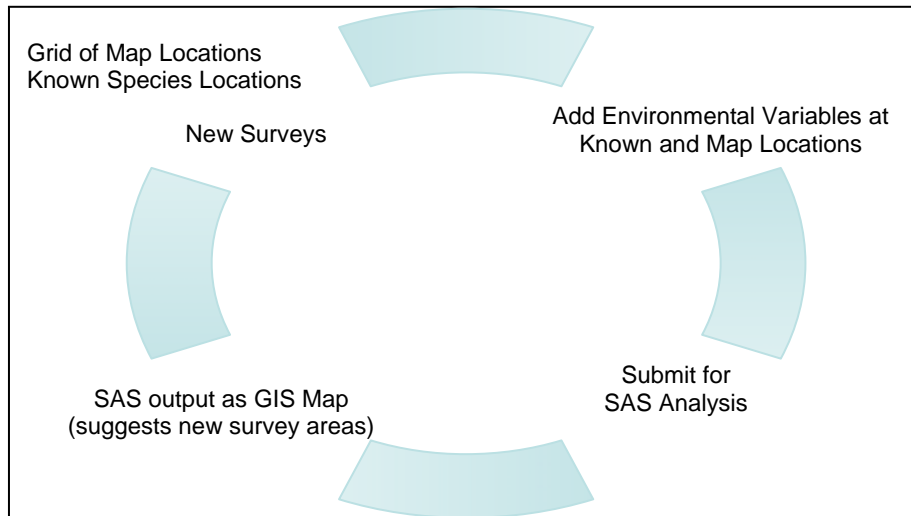 Grid of Map Locations
Known Species Locations
New Surveys
Add Environmental Variables at
Known and Map Locations
Submit for
SAS Analysis
SAS output as GIS Map
(suggests new survey areas)